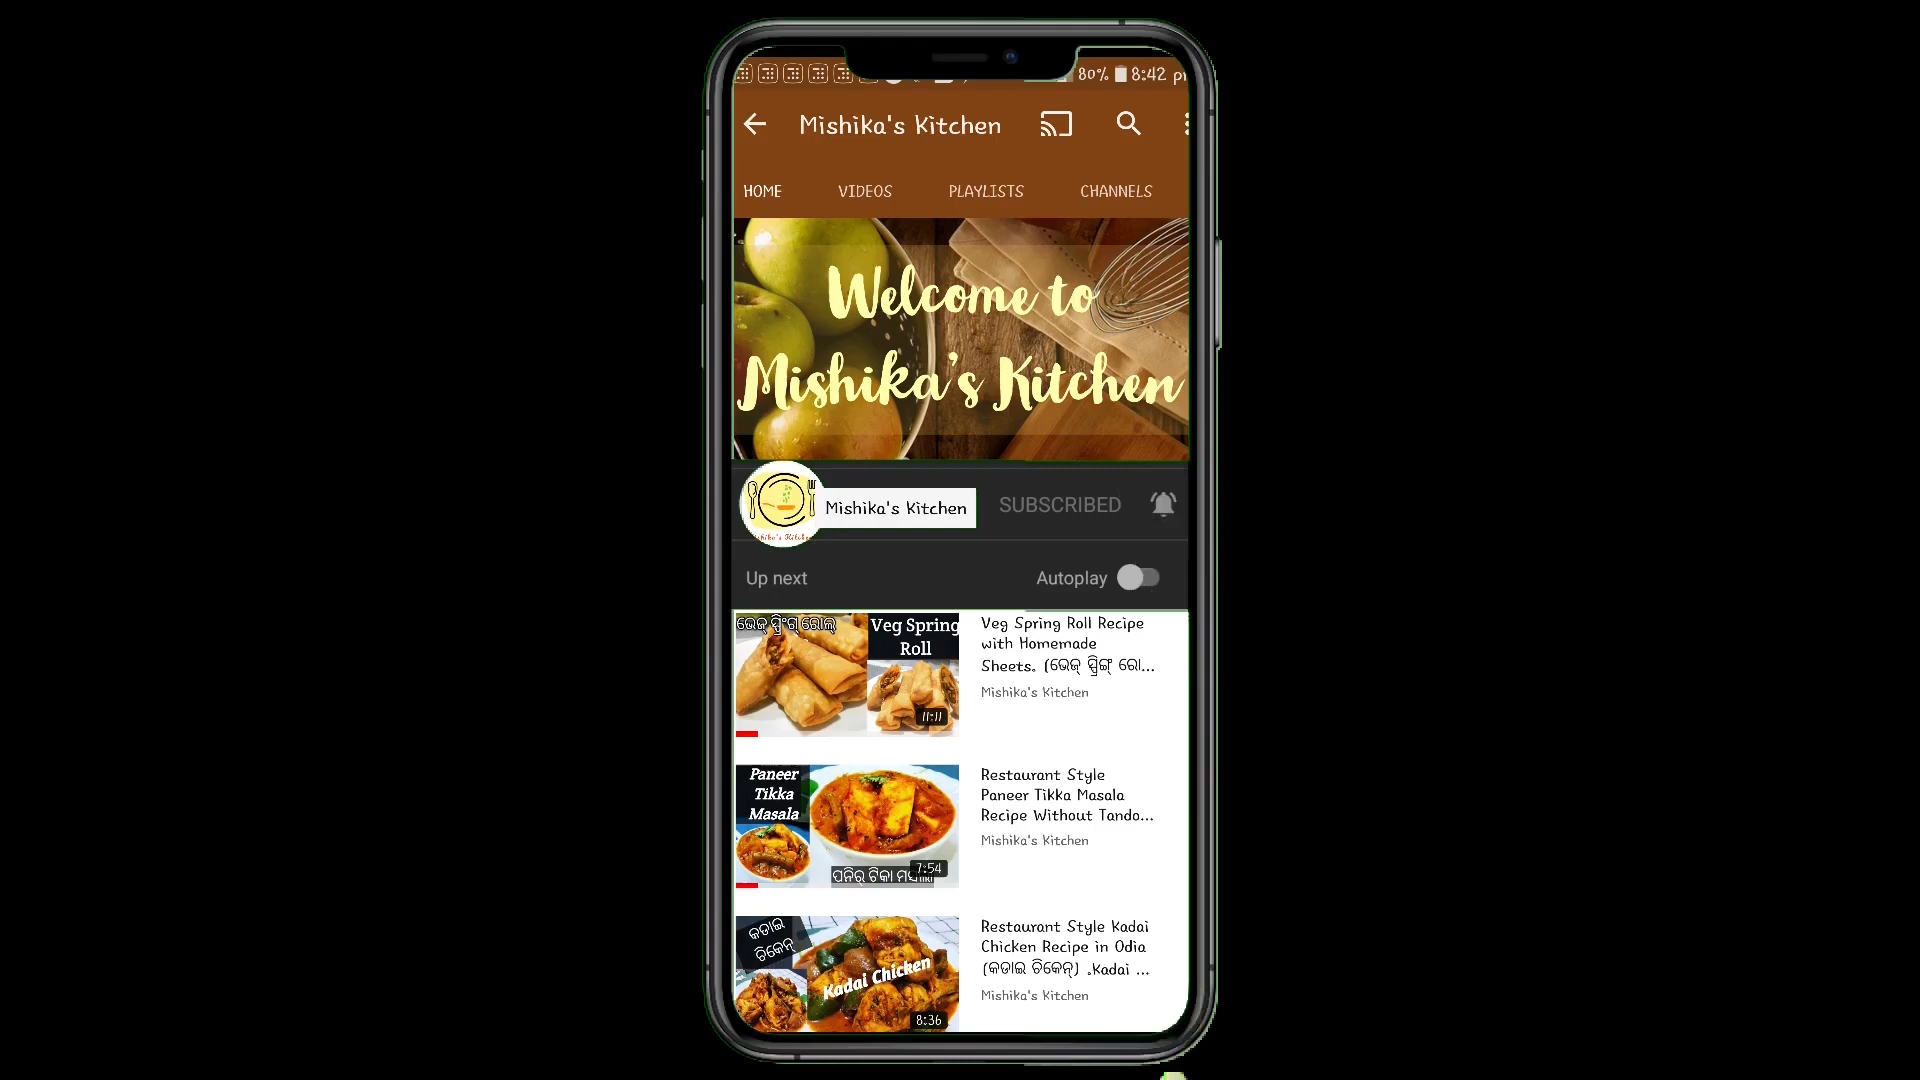 80% 8:42
Mishika's Kitchen
HOME VIDEOS PLAYLISTS CHANNELS
Welcome to
Mishika's Kitchen
Mishika's Kitchen SUBSCRIBED
Up next Autoplay
ଭେଜ୍ ସ୍ପ୍ରିଂଗ୍ ରୋଲ୍
Veg Spring
Roll
11:11
Veg Spring Roll Recipe
with Homemade
Sheets. (ଭେଜ୍ ସ୍ପ୍ରିଙ୍ଗ୍ ରୋ...
Mishika's Kitchen
Paneer
Tikka
Masala
7:54
ପନିର୍ ଟିକା
Restaurant Style
Paneer Tikka Masala
Recipe Without Tando...
Mishika's Kitchen
କଡାଇ
ଚିକେନ୍
Kadai Chicken
8:36
Restaurant Style Kadai
Chicken Recipe in Odia
(କଡାଇ ଚିକେନ୍) .Kadai ...
Mishika's Kitchen